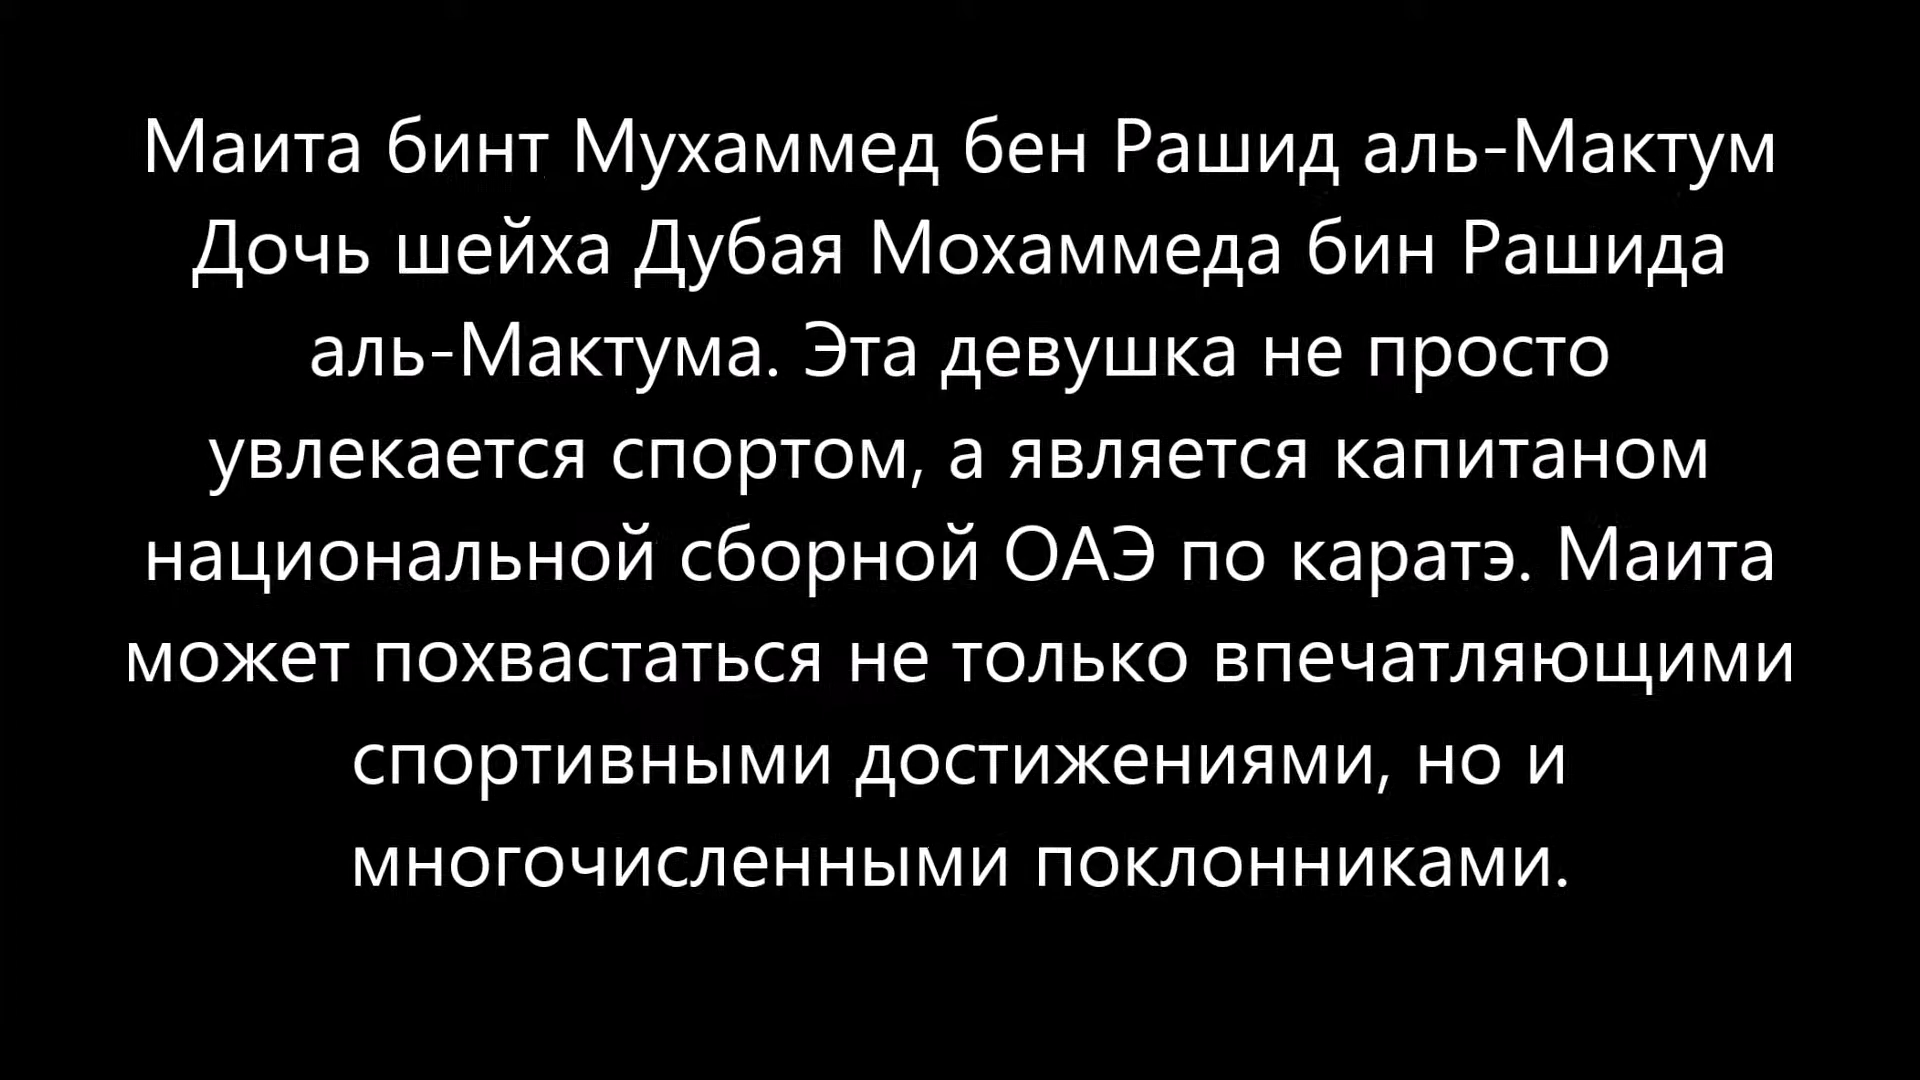 Маита бинт Мухаммед бен Рашид аль-Мактум
Дочь шейха Дубая Мохаммеда бин Рашида
аль-Мактума. Эта девушка не просто
увлекается спортом, а является капитаном
национальной сборной ОАЭ по каратэ. Маита
может похвастаться не только впечатляющими
спортивными достижениями, но и
многочисленными поклонниками.